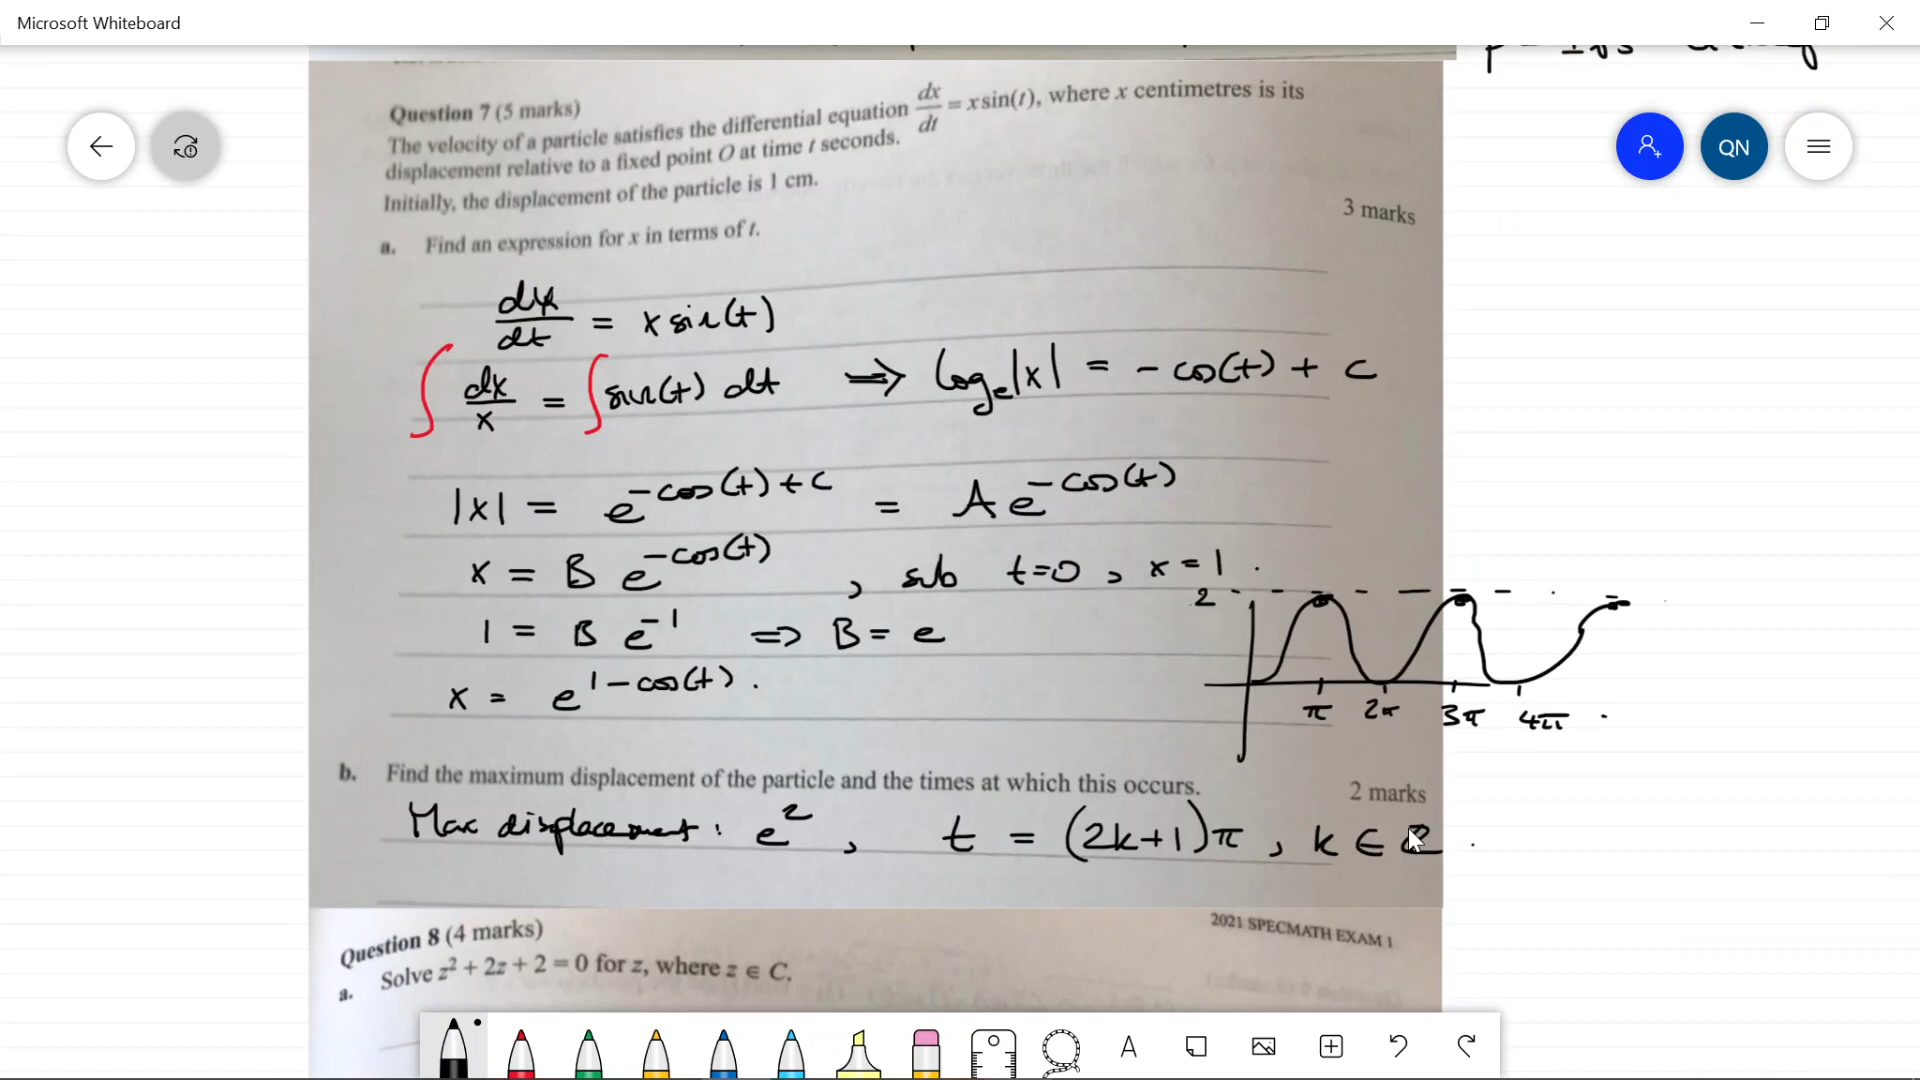 Microsoft Whiteboard
QN
Question 7 (5 marks)
The velocity of a particle satisfies the differential equation dx/dt = x sin(t), where x centimetres is its
displacement relative to a fixed point O at time t seconds.
Initially, the displacement of the particle is 1 cm.
3 marks
a. Find an expression for x in terms of t.
dx/dt = x sin(t)
∫ dx/x = ∫ sin(t) dt ⟹ logₑ|x| = - cos(t) + c
|x| = e^(-cos(t)+c) = A e^(-cos(t))
x = B e^(-cos(t)) , sub t=0, x=1.
1 = B e^(-1) ⟹ B = e
x = e^(1-cos(t)).
2
π 2π 3π 4π
b. Find the maximum displacement of the particle and the times at which this occurs.
2 marks
Max displacement: e², t = (2k+1)π, k ∈ Z.
2021 SPECMATH EXAM 1
Question 8 (4 marks)
a. Solve z² + 2z + 2 = 0 for z, where z ∈ C.
A